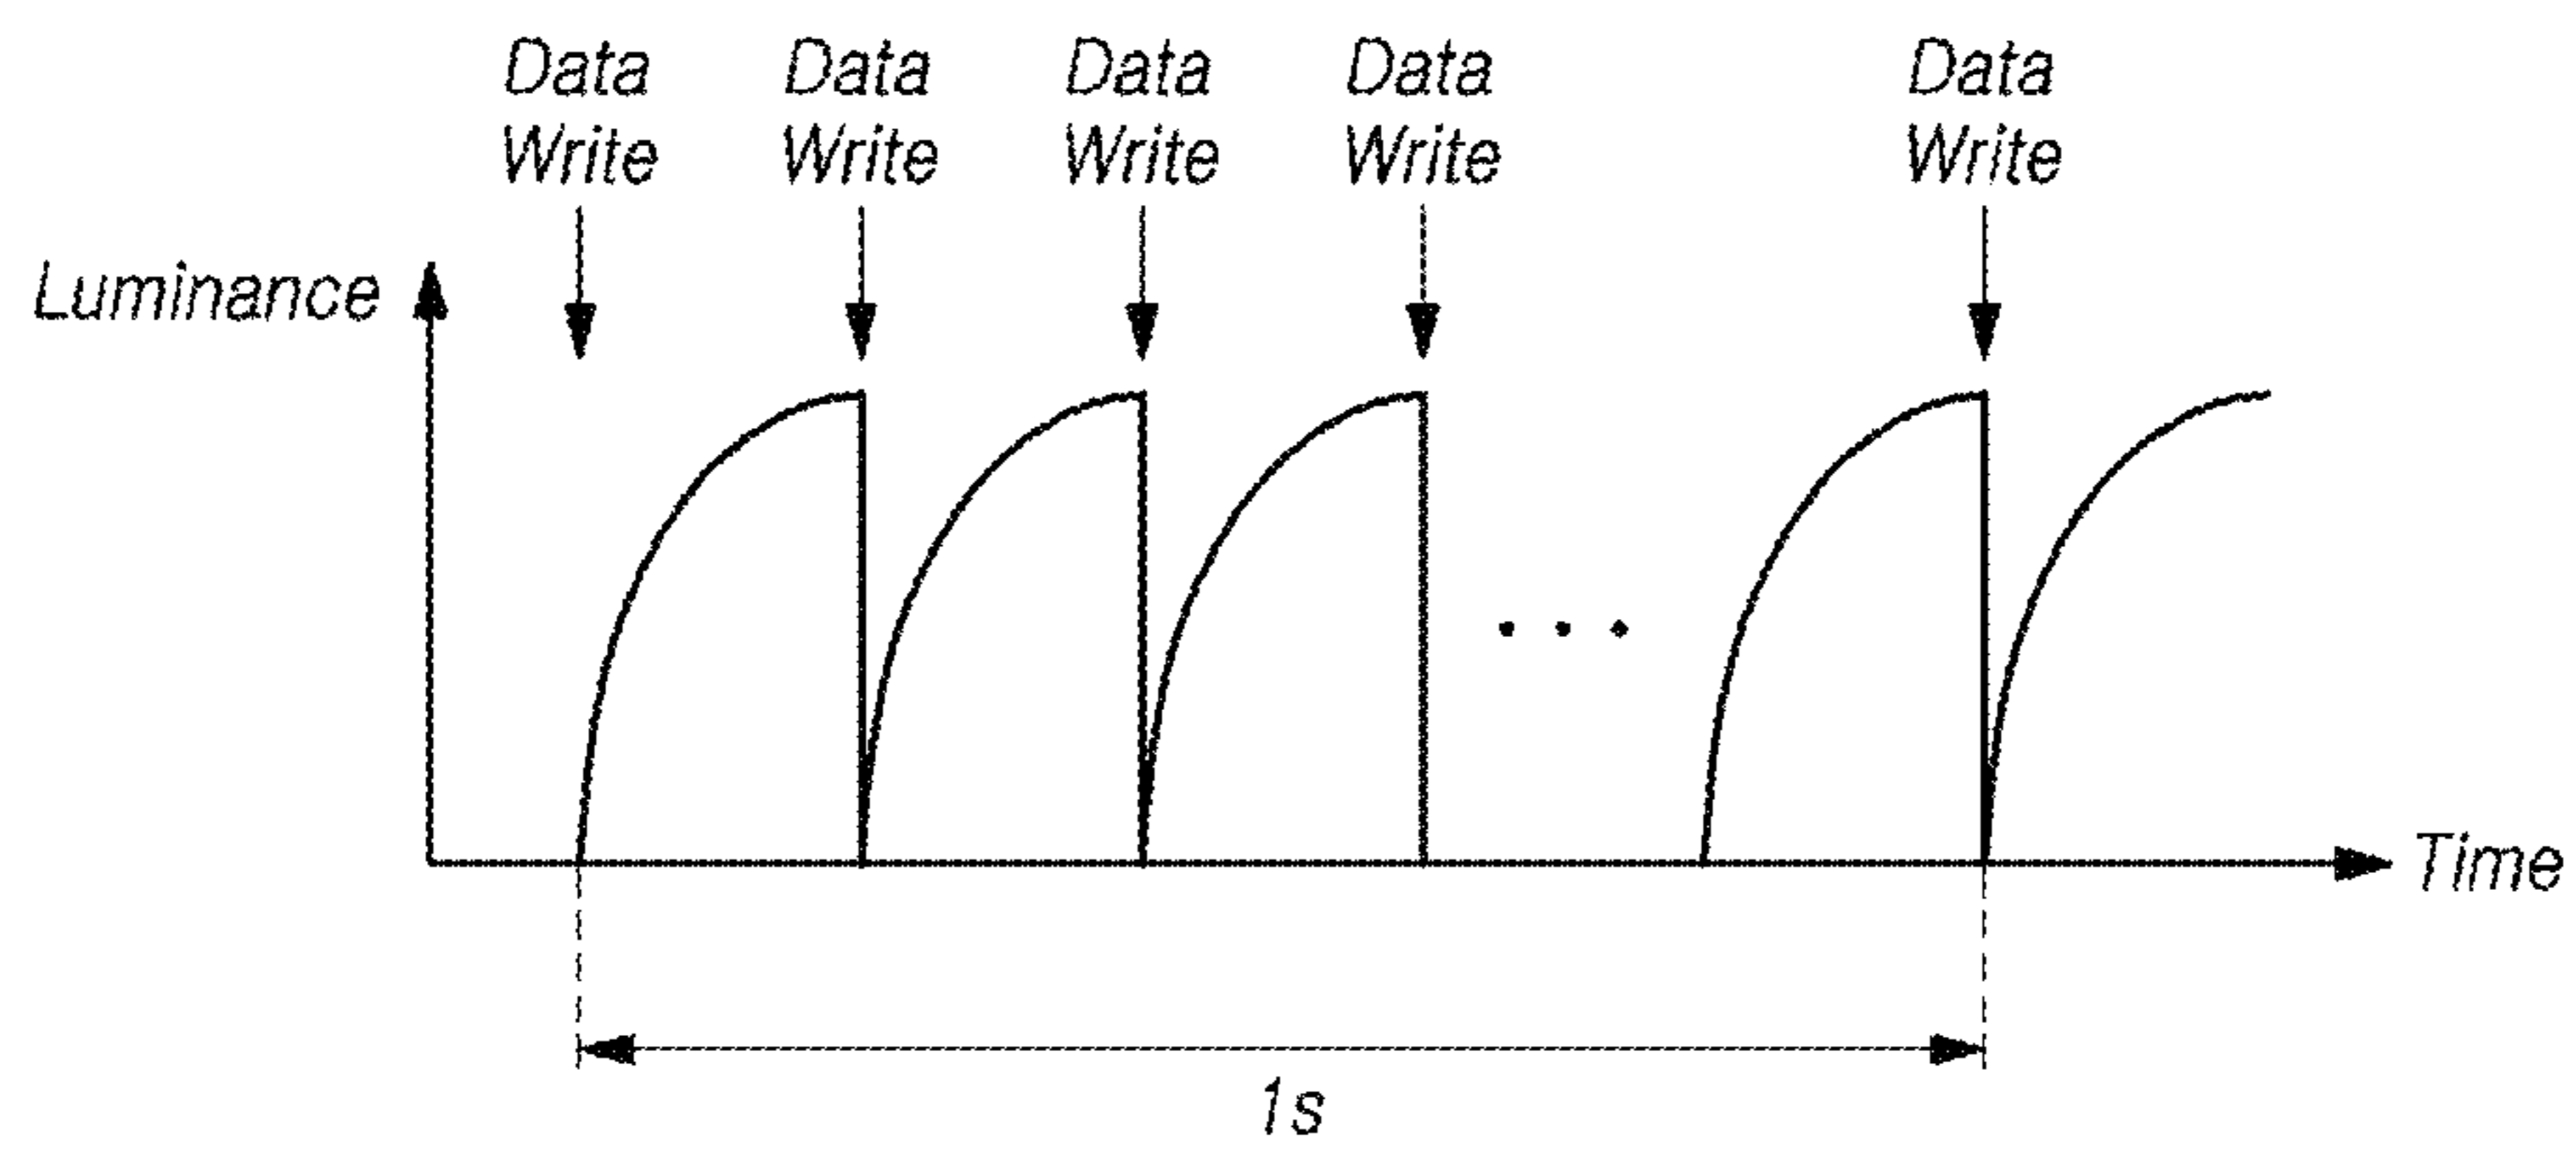 Data
Write
Data
Write
Data
Write
Data
Write
Data
Write
Luminance
Time
1s